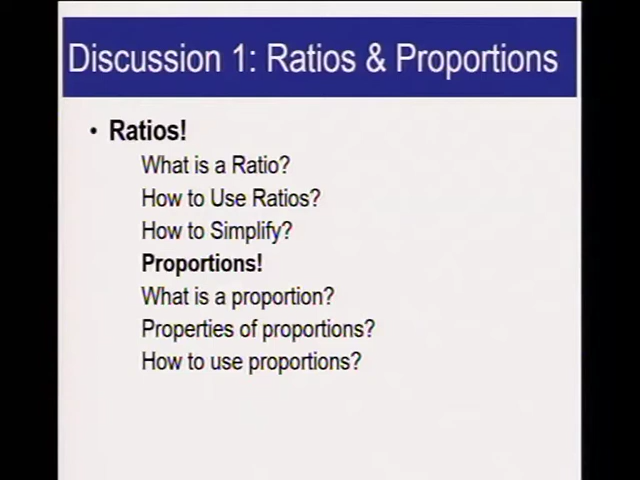 Discussion 1: Ratios & Proportions
• Ratios!
What is a Ratio?
How to Use Ratios?
How to Simplify?
Proportions!
What is a proportion?
Properties of proportions?
How to use proportions?